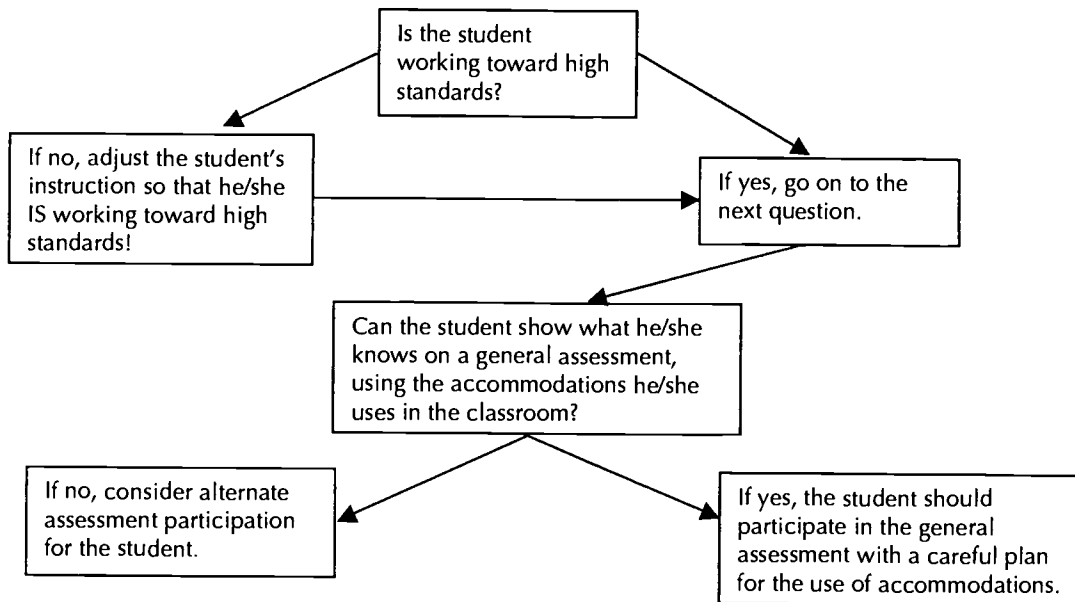 Is the student
working toward high
standards?
If no, adjust the student's
instruction so that he/she
IS working toward high
standards!
If yes, go on to the
next question.
Can the student show what he/she
knows on a general assessment,
using the accommodations he/she
uses in the classroom?
If no, consider alternate
assessment participation
for the student.
If yes, the student should
participate in the general
assessment with a careful plan
for the use of accommodations.